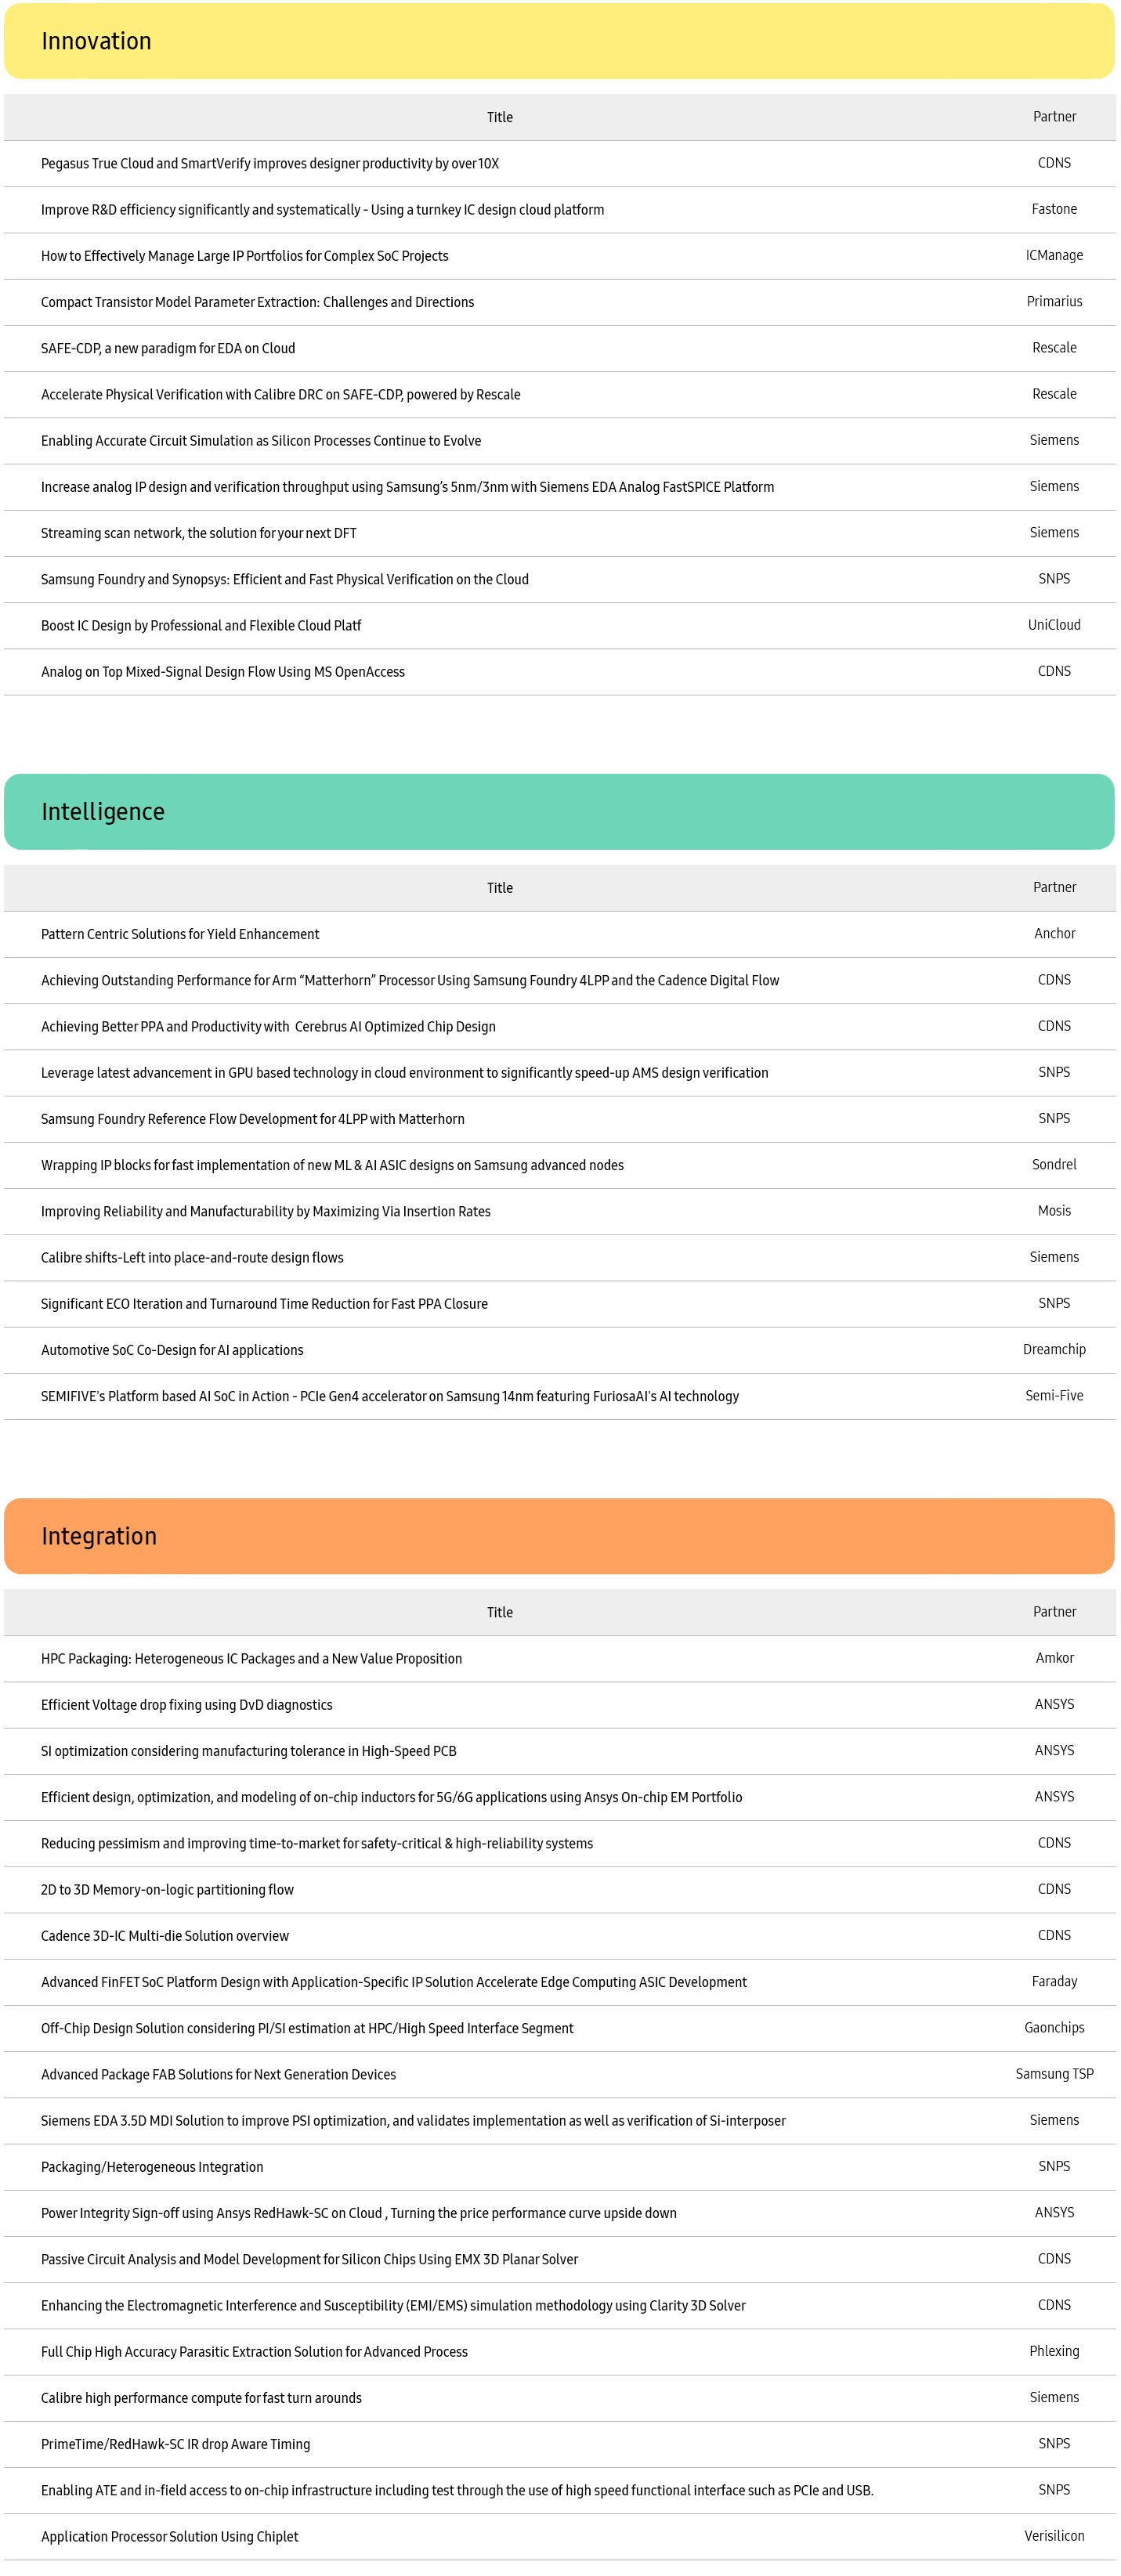 Innovation
Title Partner
Pegasus True Cloud and SmartVerify improves designer productivity by over 10X CDNS
Improve R&D efficiency significantly and systematically - Using a turnkey IC design cloud platform Fastone
How to Effectively Manage Large IP Portfolios for Complex SoC Projects ICManage
Compact Transistor Model Parameter Extraction: Challenges and Directions Primarius
SAFE-CDP, a new paradigm for EDA on Cloud Rescale
Accelerate Physical Verification with Calibre DRC on SAFE-CDP, powered by Rescale Rescale
Enabling Accurate Circuit Simulation as Silicon Processes Continue to Evolve Siemens
Increase analog IP design and verification throughput using Samsung’s 5nm/3nm with Siemens EDA Analog FastSPICE Platform Siemens
Streaming scan network, the solution for your next DFT Siemens
Samsung Foundry and Synopsys: Efficient and Fast Physical Verification on the Cloud SNPS
Boost IC Design by Professional and Flexible Cloud Platf UniCloud
Analog on Top Mixed-Signal Design Flow Using MS OpenAccess CDNS
Intelligence
Title Partner
Pattern Centric Solutions for Yield Enhancement Anchor
Achieving Outstanding Performance for Arm “Matterhorn” Processor Using Samsung Foundry 4LPP and the Cadence Digital Flow CDNS
Achieving Better PPA and Productivity with Cerebrus AI Optimized Chip Design CDNS
Leverage latest advancement in GPU based technology in cloud environment to significantly speed-up AMS design verification SNPS
Samsung Foundry Reference Flow Development for 4LPP with Matterhorn SNPS
Wrapping IP blocks for fast implementation of new ML & AI ASIC designs on Samsung advanced nodes Sondrel
Improving Reliability and Manufacturability by Maximizing Via Insertion Rates Mosis
Calibre shifts-Left into place-and-route design flows Siemens
Significant ECO Iteration and Turnaround Time Reduction for Fast PPA Closure SNPS
Automotive SoC Co-Design for AI applications Dreamchip
SEMIFIVE's Platform based AI SoC in Action - PCIe Gen4 accelerator on Samsung 14nm featuring FuriosaAI's AI technology Semi-Five
Integration
Title Partner
HPC Packaging: Heterogeneous IC Packages and a New Value Proposition Amkor
Efficient Voltage drop fixing using DvD diagnostics ANSYS
SI optimization considering manufacturing tolerance in High-Speed PCB ANSYS
Efficient design, optimization, and modeling of on-chip inductors for 5G/6G applications using Ansys On-chip EM Portfolio ANSYS
Reducing pessimism and improving time-to-market for safety-critical & high-reliability systems CDNS
2D to 3D Memory-on-logic partitioning flow CDNS
Cadence 3D-IC Multi-die Solution overview CDNS
Advanced FinFET SoC Platform Design with Application-Specific IP Solution Accelerate Edge Computing ASIC Development Faraday
Off-Chip Design Solution considering PI/SI estimation at HPC/High Speed Interface Segment Gaonchips
Advanced Package FAB Solutions for Next Generation Devices Samsung TSP
Siemens EDA 3.5D MDI Solution to improve PSI optimization, and validates implementation as well as verification of Si-interposer Siemens
Packaging/Heterogeneous Integration SNPS
Power Integrity Sign-off using Ansys RedHawk-SC on Cloud , Turning the price performance curve upside down ANSYS
Passive Circuit Analysis and Model Development for Silicon Chips Using EMX 3D Planar Solver CDNS
Enhancing the Electromagnetic Interference and Susceptibility (EMI/EMS) simulation methodology using Clarity 3D Solver CDNS
Full Chip High Accuracy Parasitic Extraction Solution for Advanced Process Phlexing
Calibre high performance compute for fast turn arounds Siemens
PrimeTime/RedHawk-SC IR drop Aware Timing SNPS
Enabling ATE and in-field access to on-chip infrastructure including test through the use of high speed functional interface such as PCIe and USB. SNPS
Application Processor Solution Using Chiplet Verisilicon